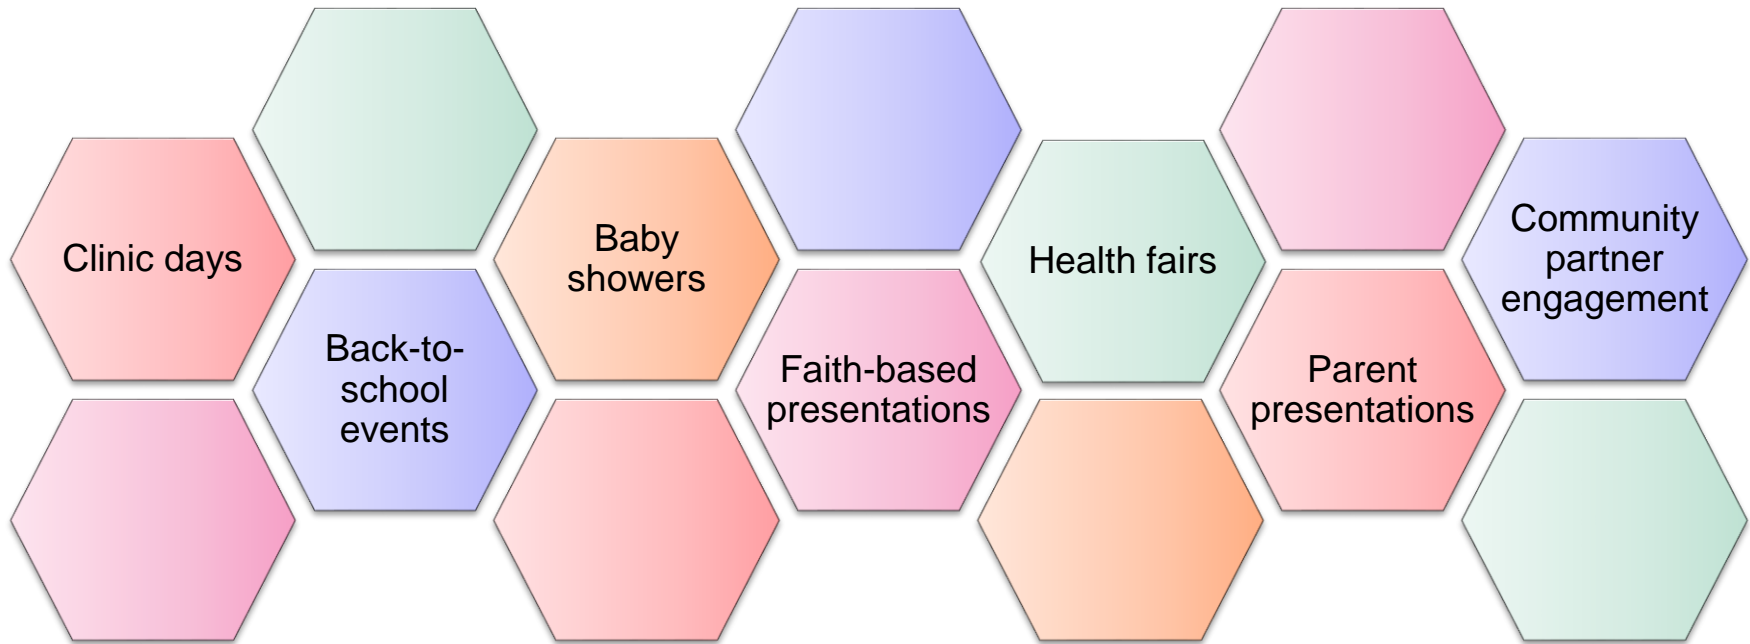 Clinic days
Back-to-
school
events
Baby
showers
Faith-based
presentations
Health fairs
Parent
presentations
Community
partner
engagement